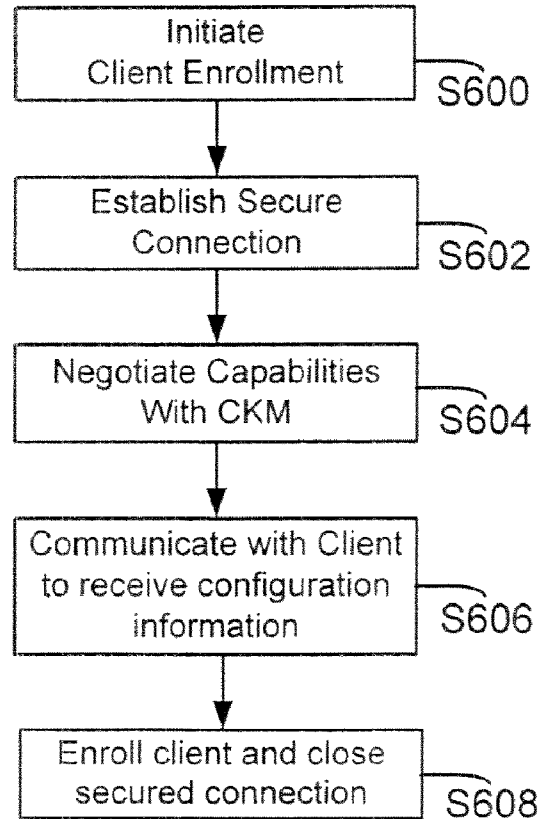 Initiate
Client Enrollment
S600
Establish Secure
Connection
S602
Negotiate Capabilities
With CKM
S604
Communicate with Client
to receive configuration
information
S606
Enroll client and close
secured connection
S608